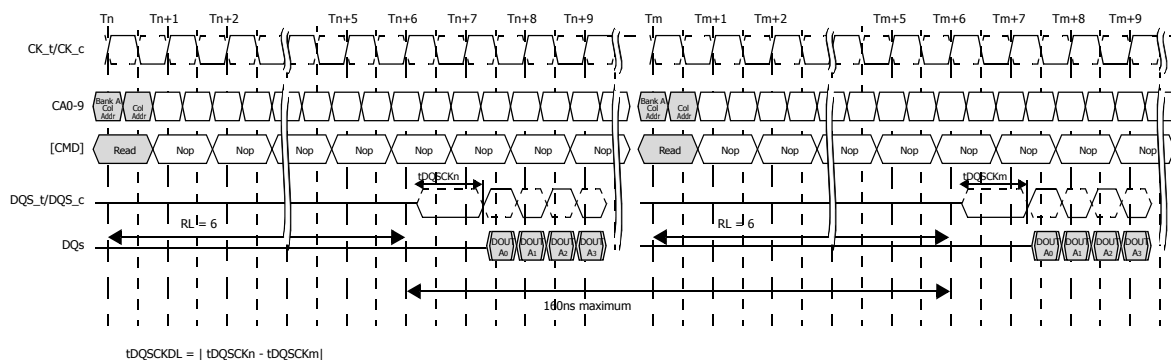 Tn Tn+1 Tn+2 Tn+5 Tn+6 Tn+7 Tn+8 Tn+9 Tm Tm+1 Tm+2 Tm+5 Tm+6 Tm+7 Tm+8 Tm+9
CK_t/CK_c
CA0-9 Bank A Col Addr Col Addr Bank A Col Addr Col Addr
[CMD] Read Nop Nop Nop Nop Nop Nop Nop Read Nop Nop Nop Nop Nop Nop Nop
tDQSCKn tDQSCKm
DQS_t/DQS_c
RL = 6 RL = 6
DQs DOUT A0 DOUT A1 DOUT A2 DOUT A3 DOUT A0 DOUT A1 DOUT A2 DOUT A3
160ns maximum
tDQSCKDL = | tDQSCKn - tDQSCKm|